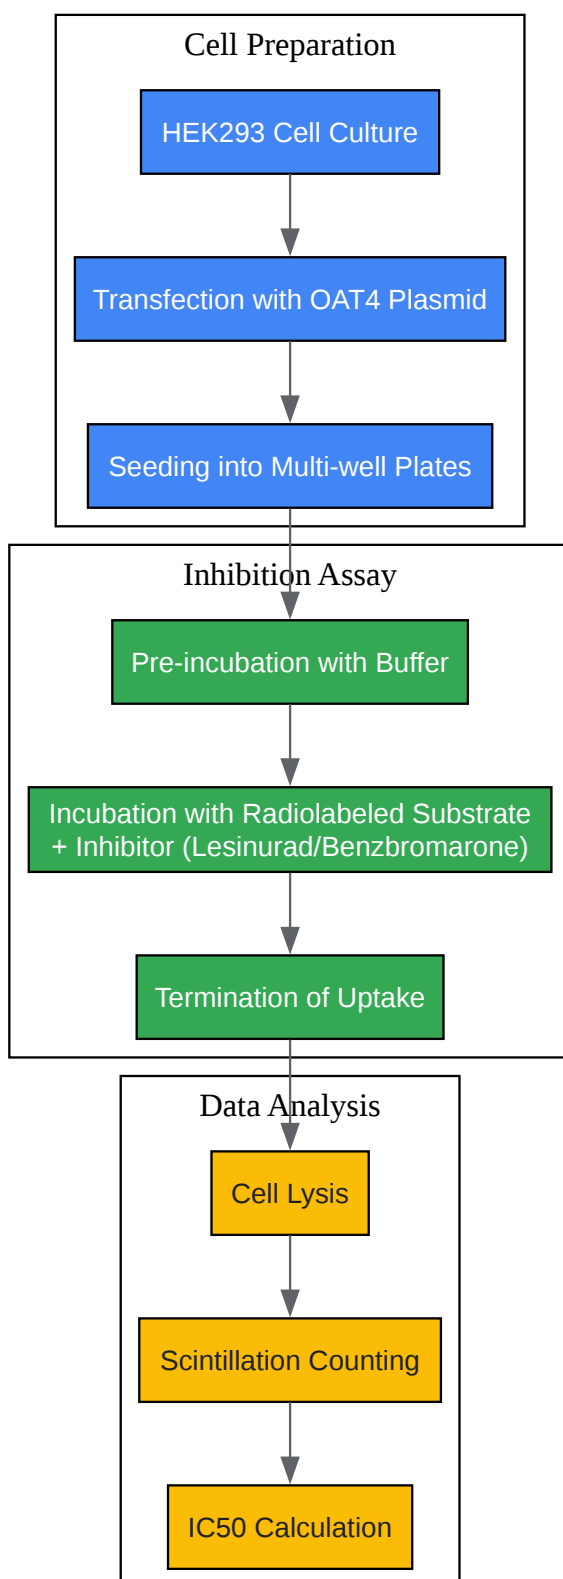 Cell Preparation
HEK293 Cell Culture
Transfection with OAT4 Plasmid
Seeding into Multi-well Plates
Inhibition Assay
Pre-incubation with Buffer
Incubation with Radiolabeled Substrate
+ Inhibitor (Lesinurad/Benzbromarone)
Termination of Uptake
Data Analysis
Cell Lysis
Scintillation Counting
IC50 Calculation